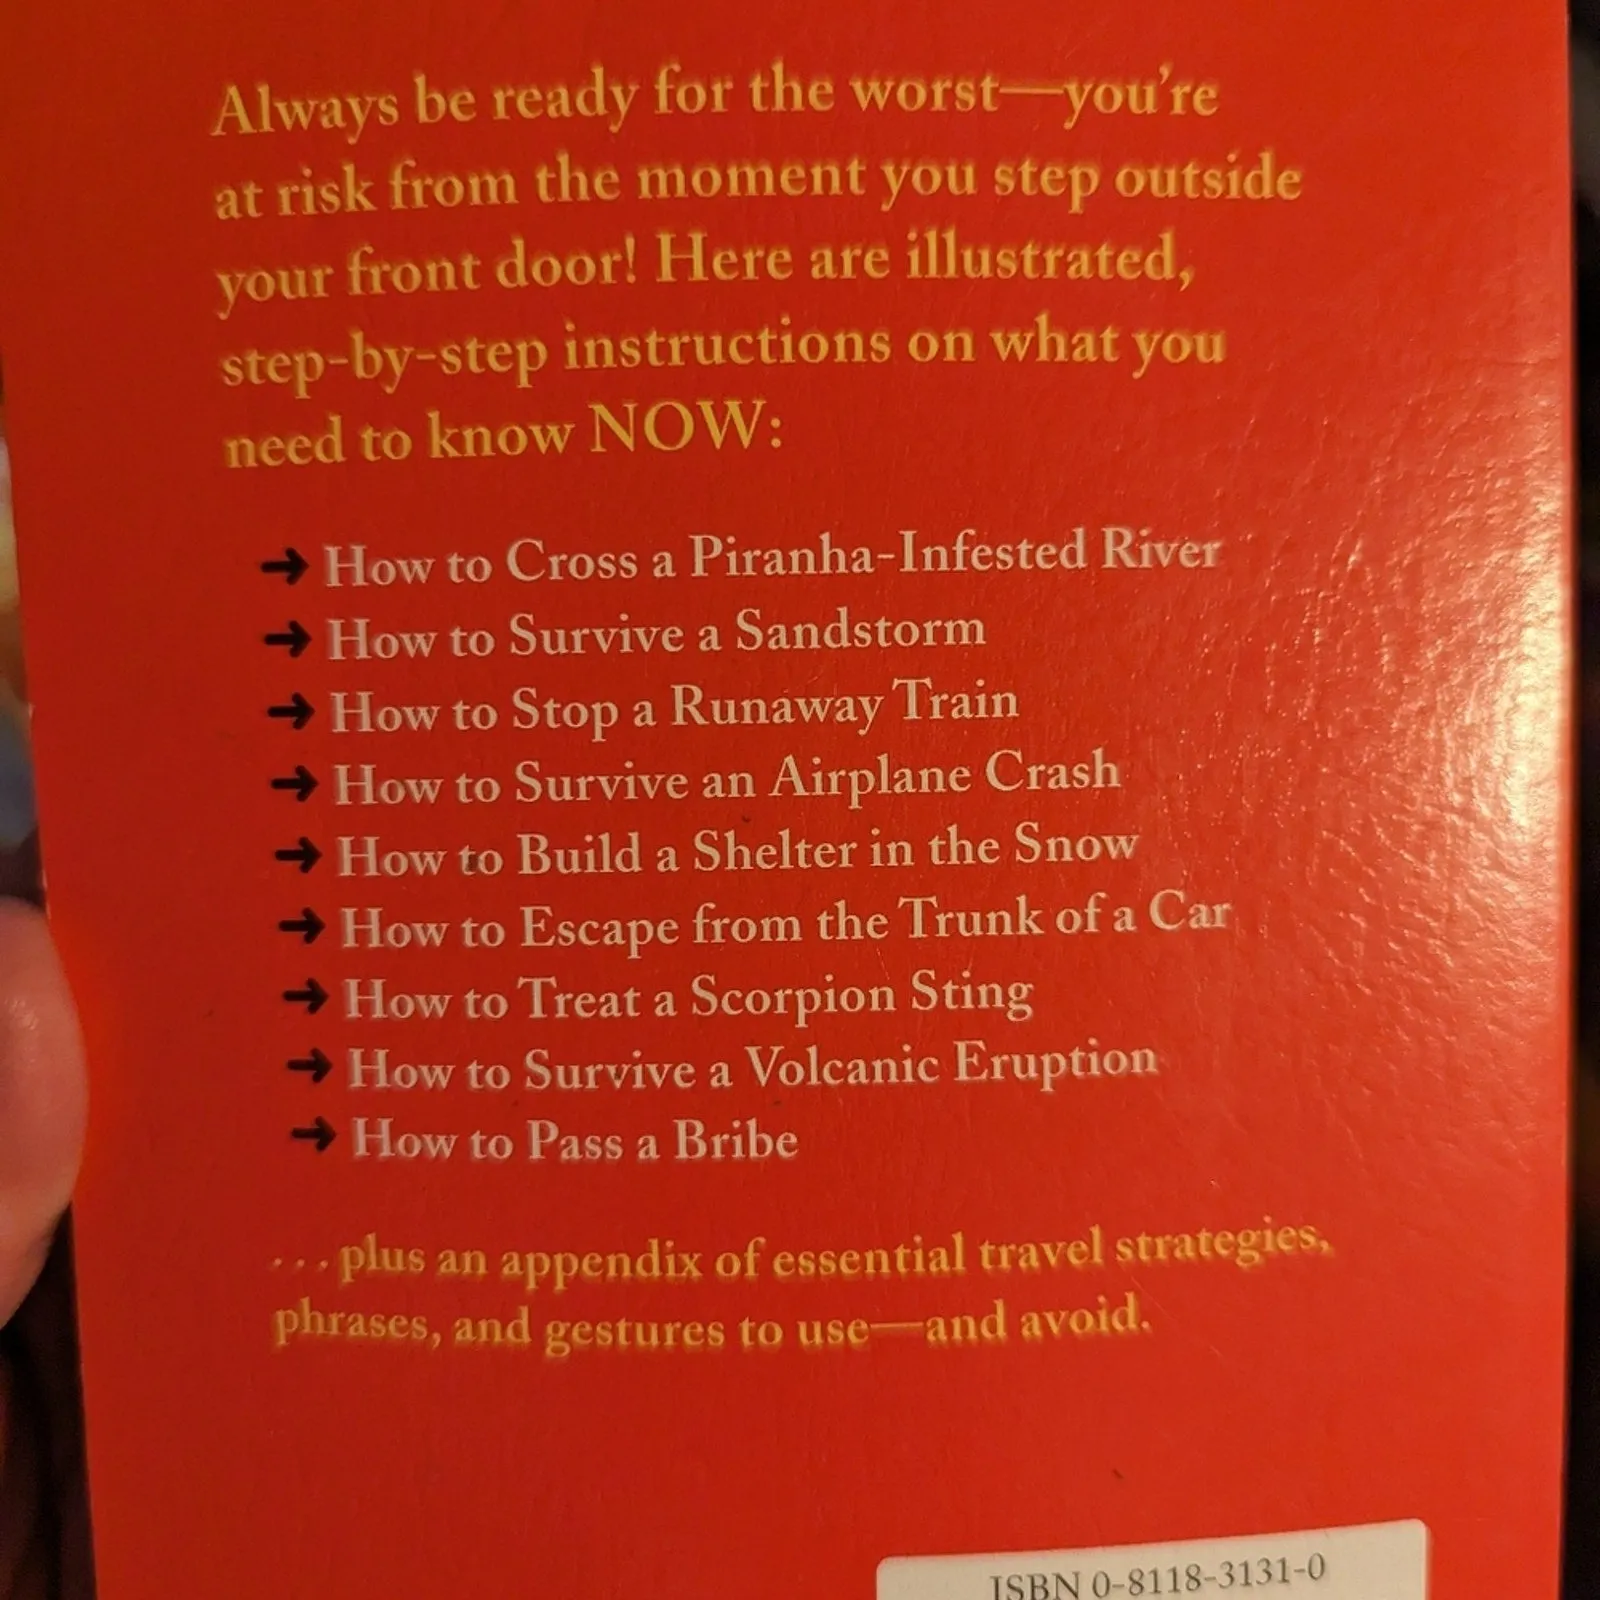 Always be ready for the worst—you're
at risk from the moment you step outside
your front door! Here are illustrated,
step-by-step instructions on what you
need to know NOW:
➔ How to Cross a Piranha-Infested River
➔ How to Survive a Sandstorm
➔ How to Stop a Runaway Train
➔ How to Survive an Airplane Crash
➔ How to Build a Shelter in the Snow
➔ How to Escape from the Trunk of a Car
➔ How to Treat a Scorpion Sting
➔ How to Survive a Volcanic Eruption
➔ How to Pass a Bribe
...plus an appendix of essential travel strategies,
phrases, and gestures to use—and avoid.
ISBN 0-8118-3131-0